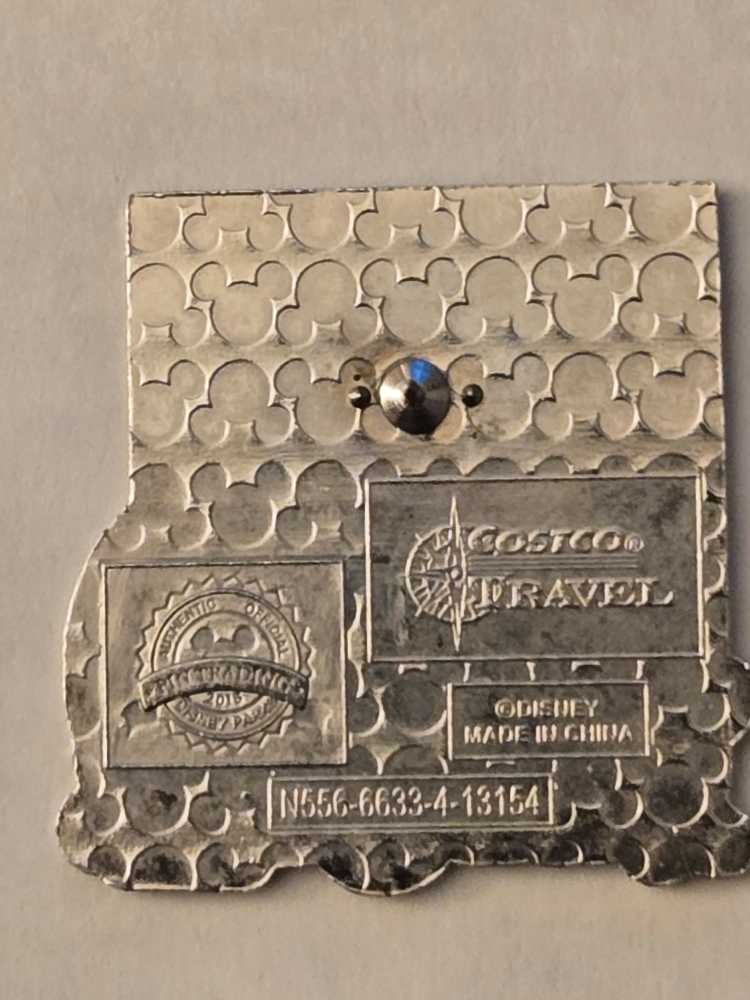 COSTCO®
TRAVEL
AUTHENTIC OFFICIAL
PIN TRADING
2015
DISNEY PARKS
©DISNEY
MADE IN CHINA
N556-6633-4-13154